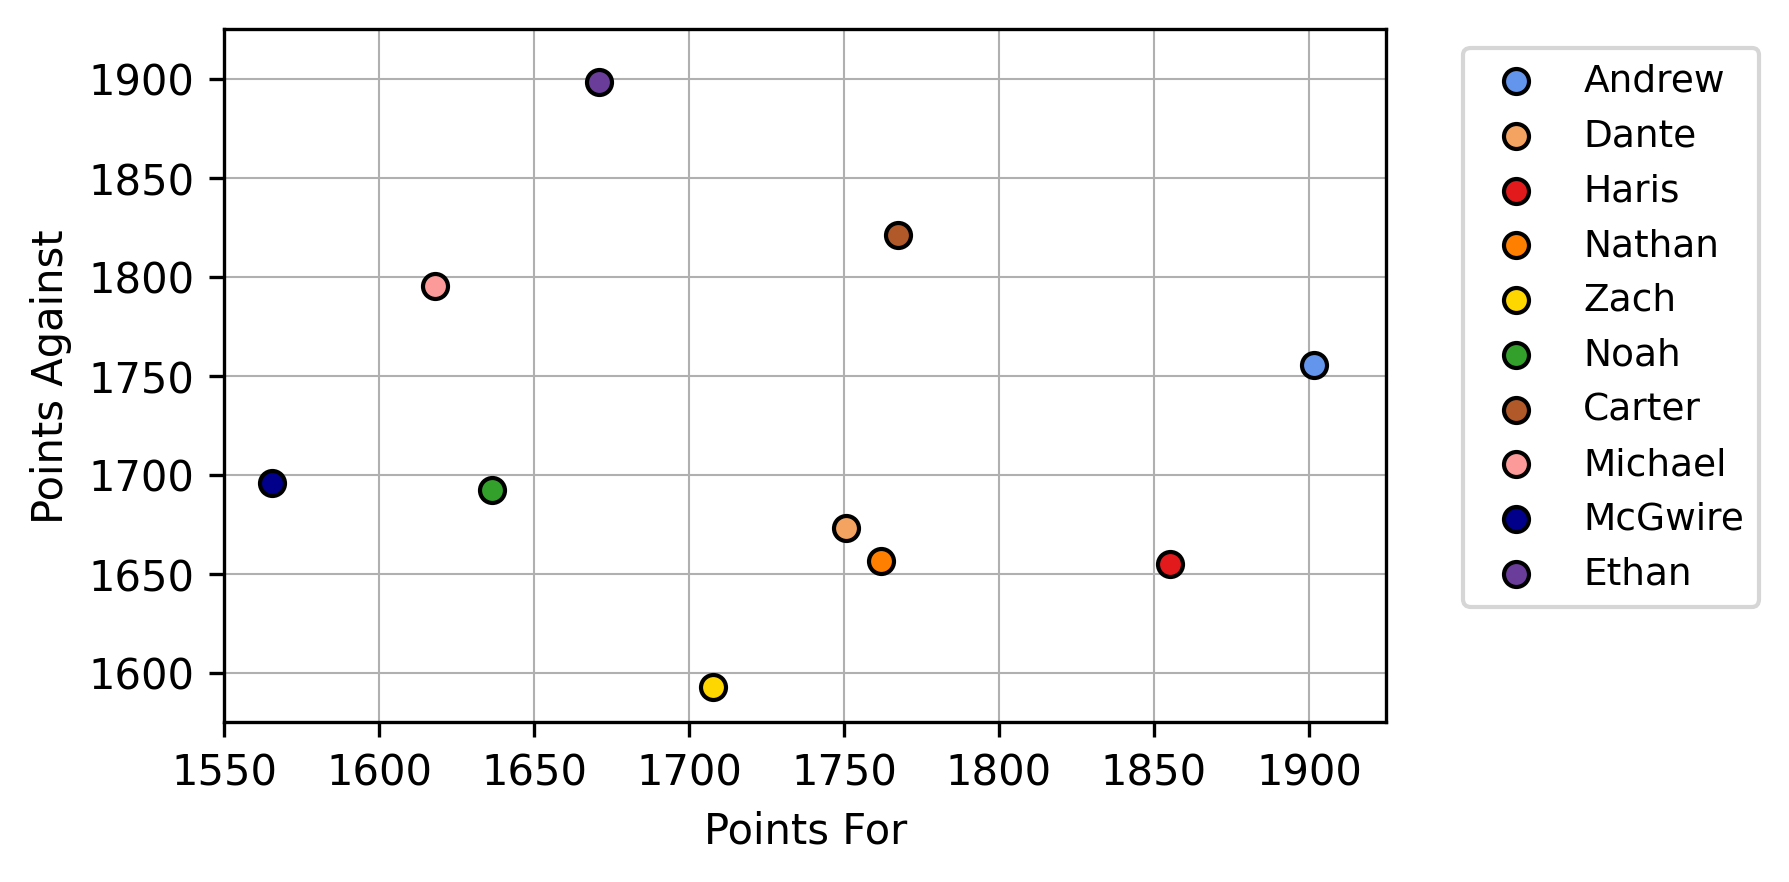 1900
1850
1800
1750
1700
1650
1600
Points Against
1550 1600 1650 1700 1750 1800 1850 1900
Points For
Andrew
Dante
Haris
Nathan
Zach
Noah
Carter
Michael
McGwire
Ethan